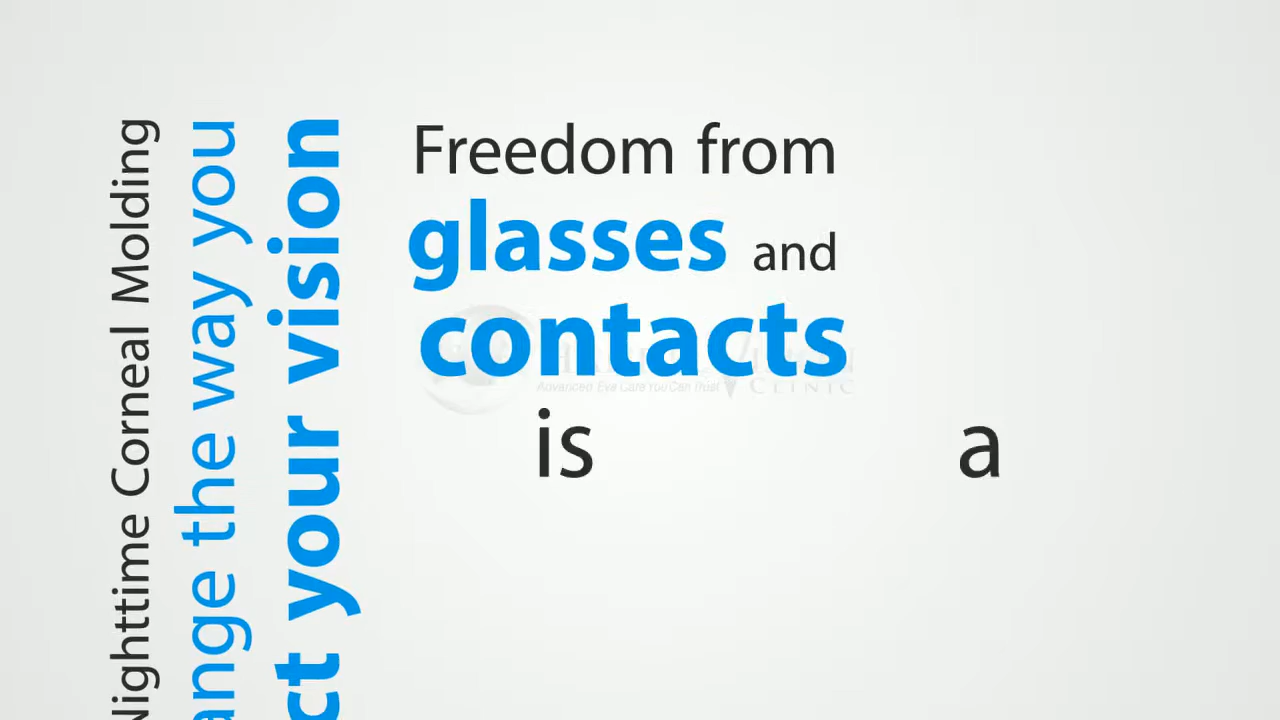 Nighttime Corneal Molding
ange the way you
ct your vision
Freedom from
glasses and
contacts
Advanced Eye Care You Can Trust
CLINIC
is a